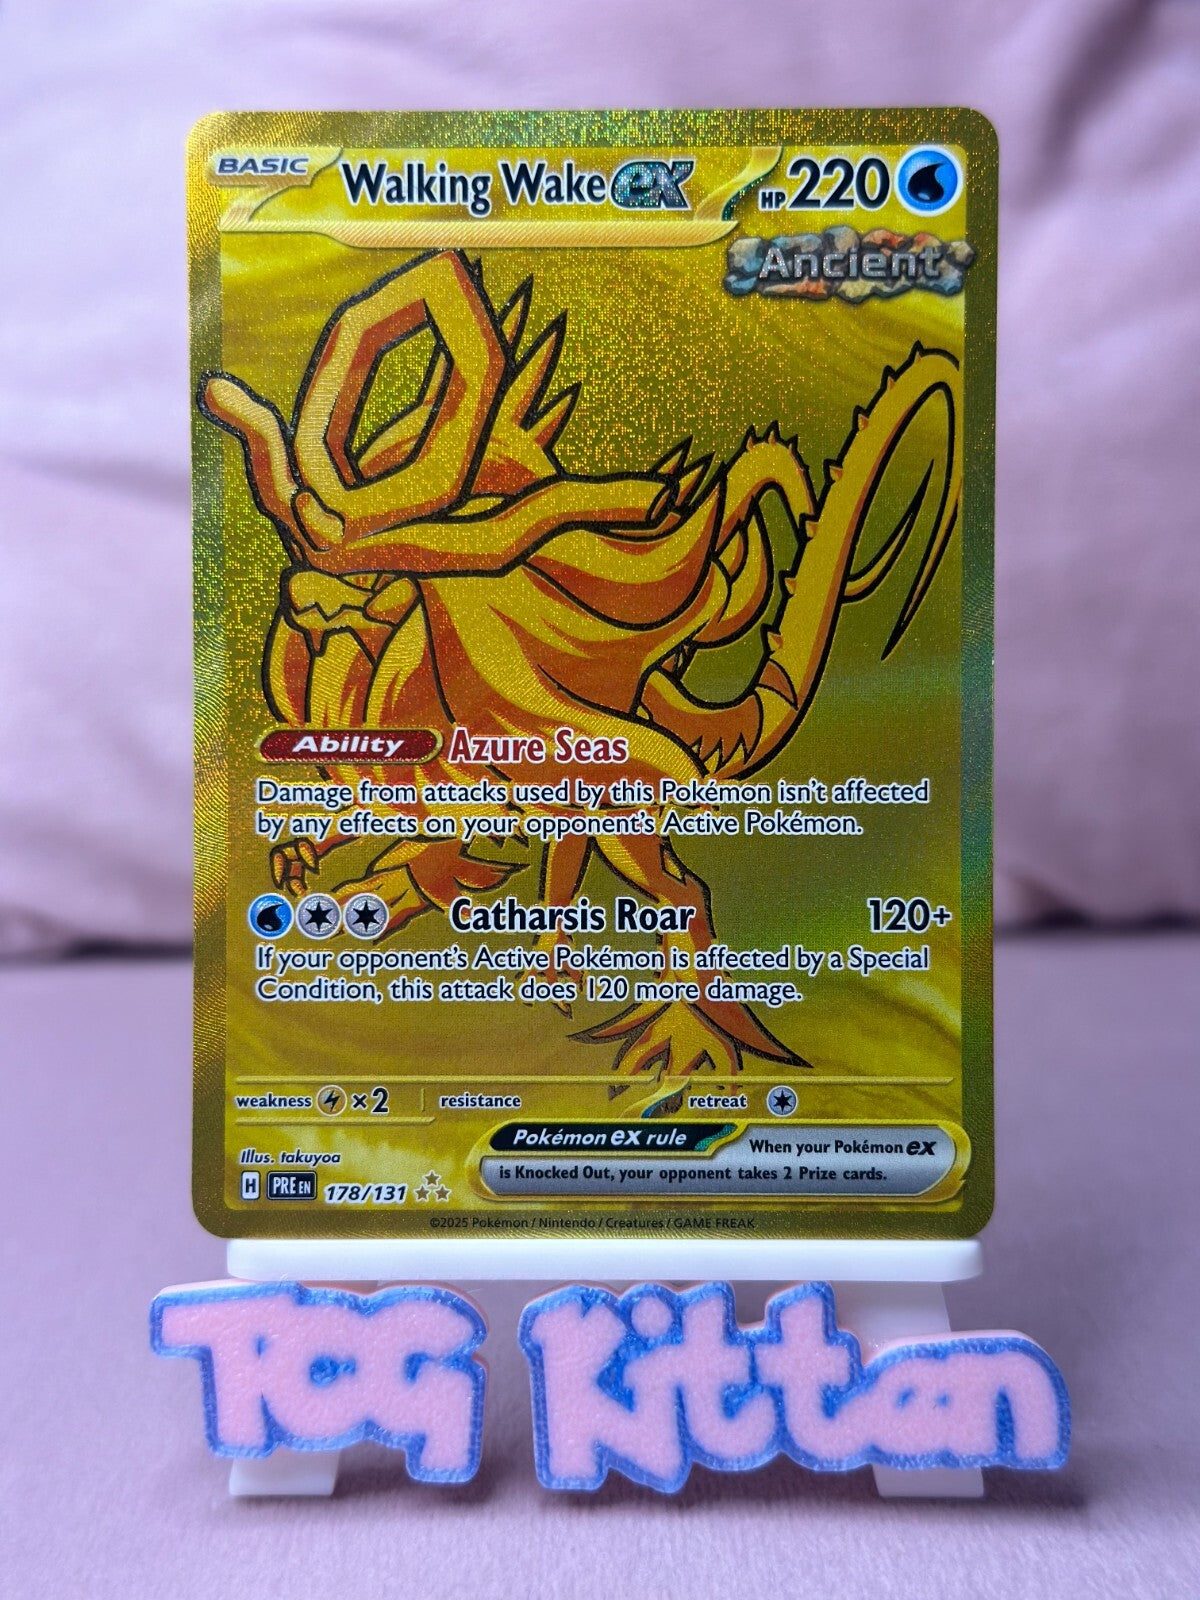 BASIC Walking Wake ex HP 220
Ancient
Ability Azure Seas
Damage from attacks used by this Pokémon isn't affected
by any effects on your opponent's Active Pokémon.
Catharsis Roar 120+
If your opponent's Active Pokémon is affected by a Special
Condition, this attack does 120 more damage.
weakness ×2 resistance retreat
Pokémon ex rule
When your Pokémon ex
is Knocked Out, your opponent takes 2 Prize cards.
Illus. takuyoa
H PRE EN 178/131
©2025 Pokémon / Nintendo / Creatures / GAME FREAK
TCG Kitten